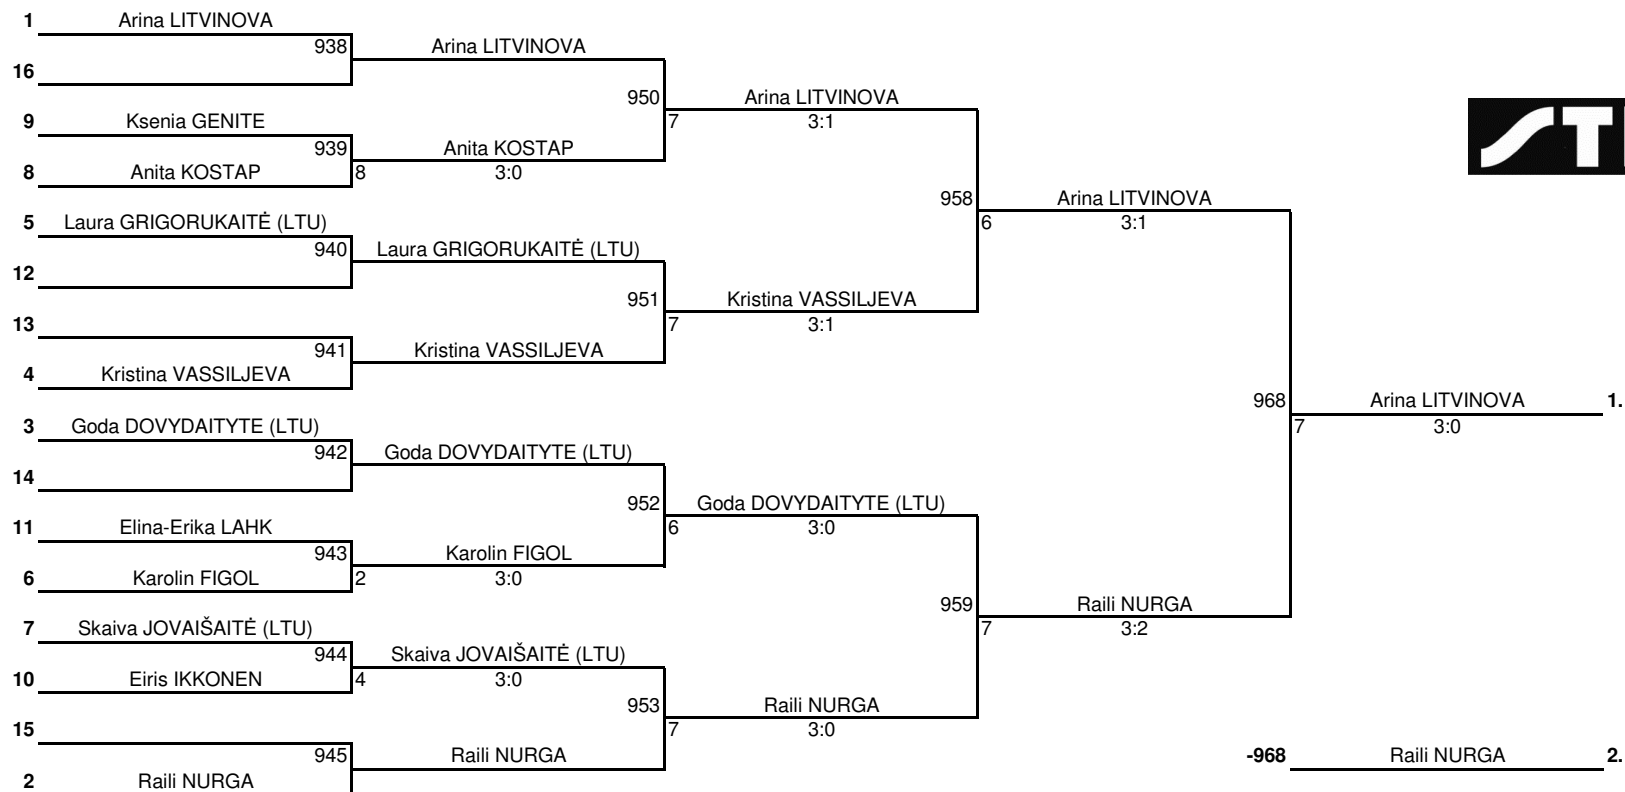 1 Arina LITVINOVA
938 Arina LITVINOVA
16
950 Arina LITVINOVA
9 Ksenia GENITE
7 3:1
939 Anita KOSTAP
8 Anita KOSTAP
8 3:0
ST
958 Arina LITVINOVA
5 Laura GRIGORUKAITĖ (LTU)
6 3:1
940 Laura GRIGORUKAITĖ (LTU)
12
951 Kristina VASSILJEVA
13
7 3:1
941 Kristina VASSILJEVA
4 Kristina VASSILJEVA
968 Arina LITVINOVA 1.
3 Goda DOVYDAITYTE (LTU)
7 3:0
942 Goda DOVYDAITYTE (LTU)
14
952 Goda DOVYDAITYTE (LTU)
11 Elina-Erika LAHK
6 3:0
943 Karolin FIGOL
6 Karolin FIGOL
2 3:0
959 Raili NURGA
7 Skaiva JOVAIŠAITĖ (LTU)
7 3:2
944 Skaiva JOVAIŠAITĖ (LTU)
10 Eiris IKKONEN
4 3:0
953 Raili NURGA
15
7 3:0
945 Raili NURGA
-968 Raili NURGA 2.
2 Raili NURGA